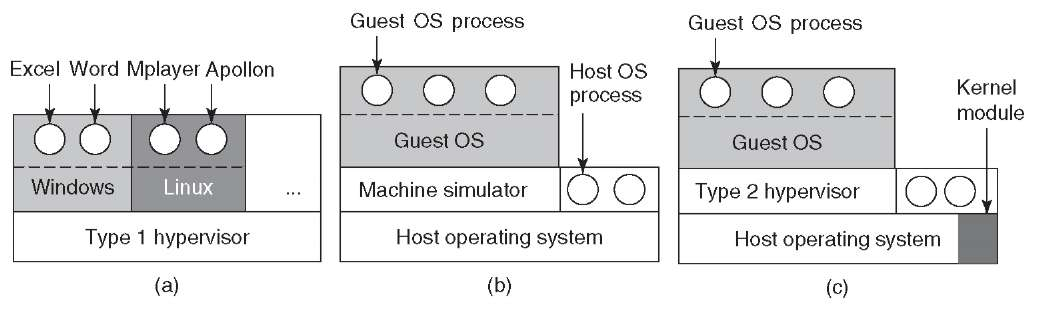 Excel Word Mplayer Apollon
Windows
Linux
...
Type 1 hypervisor
(a)
Guest OS process
Host OS
process
Guest OS
Machine simulator
Host operating system
(b)
Guest OS process
Kernel
module
Guest OS
Type 2 hypervisor
Host operating system
(c)